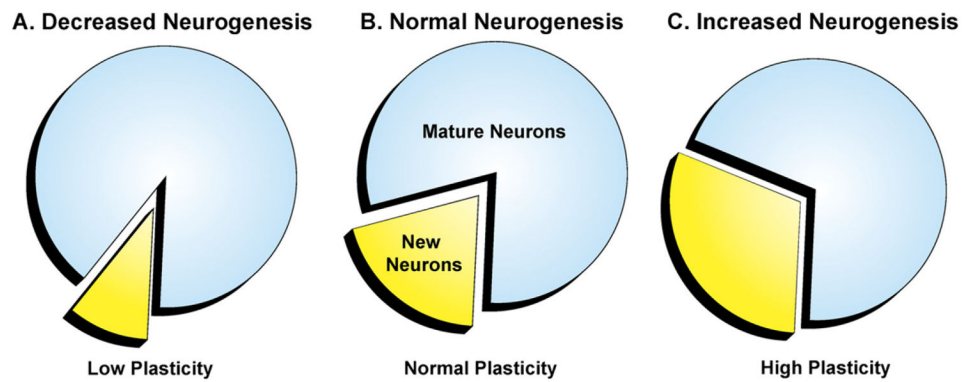 A. Decreased Neurogenesis
B. Normal Neurogenesis
C. Increased Neurogenesis
Mature Neurons
New
Neurons
Low Plasticity
Normal Plasticity
High Plasticity